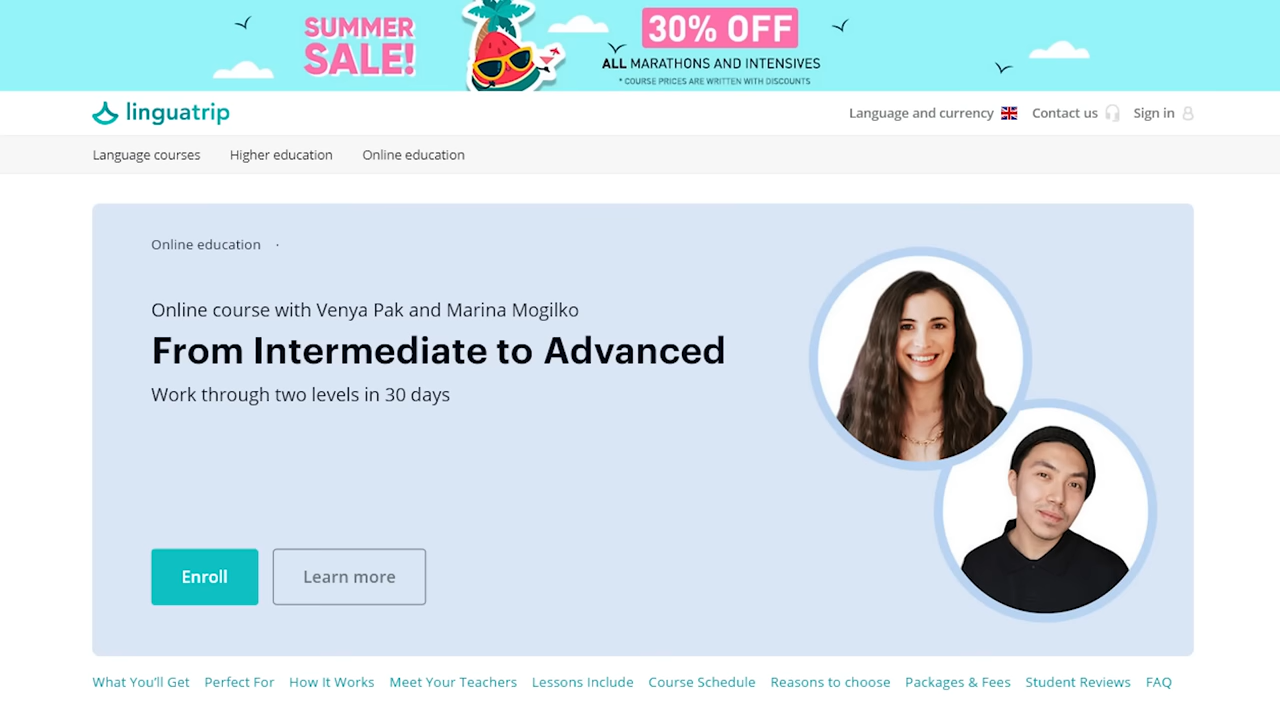 SUMMER
SALE!
30% OFF
ALL MARATHONS AND INTENSIVES
* COURSE PRICES ARE WRITTEN WITH DISCOUNTS
linguatrip
Language and currency Contact us Sign in
Language courses Higher education Online education
Online education ·
Online course with Venya Pak and Marina Mogilko
From Intermediate to Advanced
Work through two levels in 30 days
Enroll Learn more
What You'll Get Perfect For How It Works Meet Your Teachers Lessons Include Course Schedule Reasons to choose Packages & Fees Student Reviews FAQ